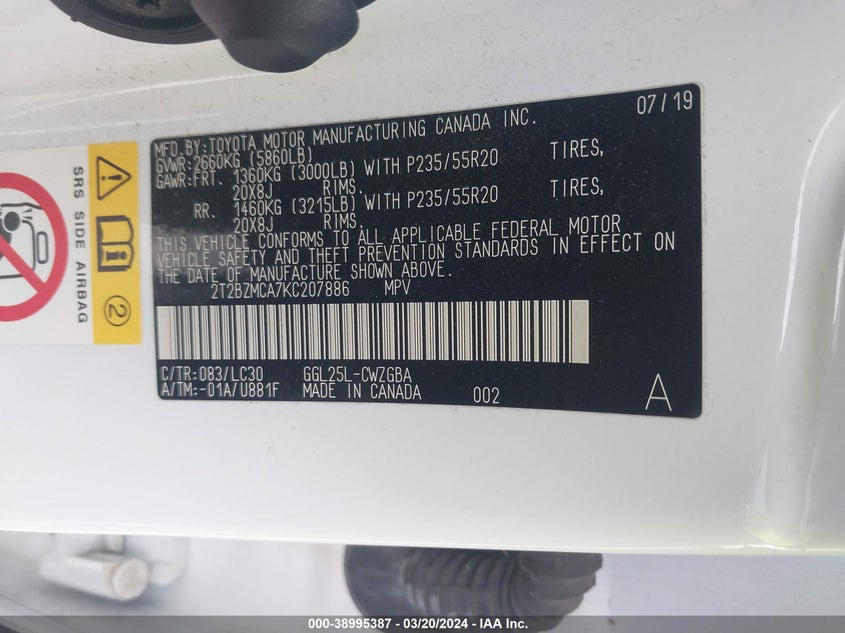 MFD.BY:TOYOTA MOTOR MANUFACTURING CANADA INC. 07/19
GVWR:2660KG (5860LB)
GAWR:FRT. 1360KG (3000LB) WITH P235/55R20 TIRES,
20X8J RIMS.
RR. 1460KG (3215LB) WITH P235/55R20 TIRES,
20X8J RIMS.
THIS VEHICLE CONFORMS TO ALL APPLICABLE FEDERAL MOTOR
VEHICLE SAFETY AND THEFT PREVENTION STANDARDS IN EFFECT ON
THE DATE OF MANUFACTURE SHOWN ABOVE.
2T2BZMCA7KC207886 MPV
C/TR:083/LC30 GGL25L-CWZGBA
A/TM:-01A/U881F MADE IN CANADA 002 A
SRS SIDE AIRBAG
2
000-38995387 - 03/20/2024 - IAA Inc.